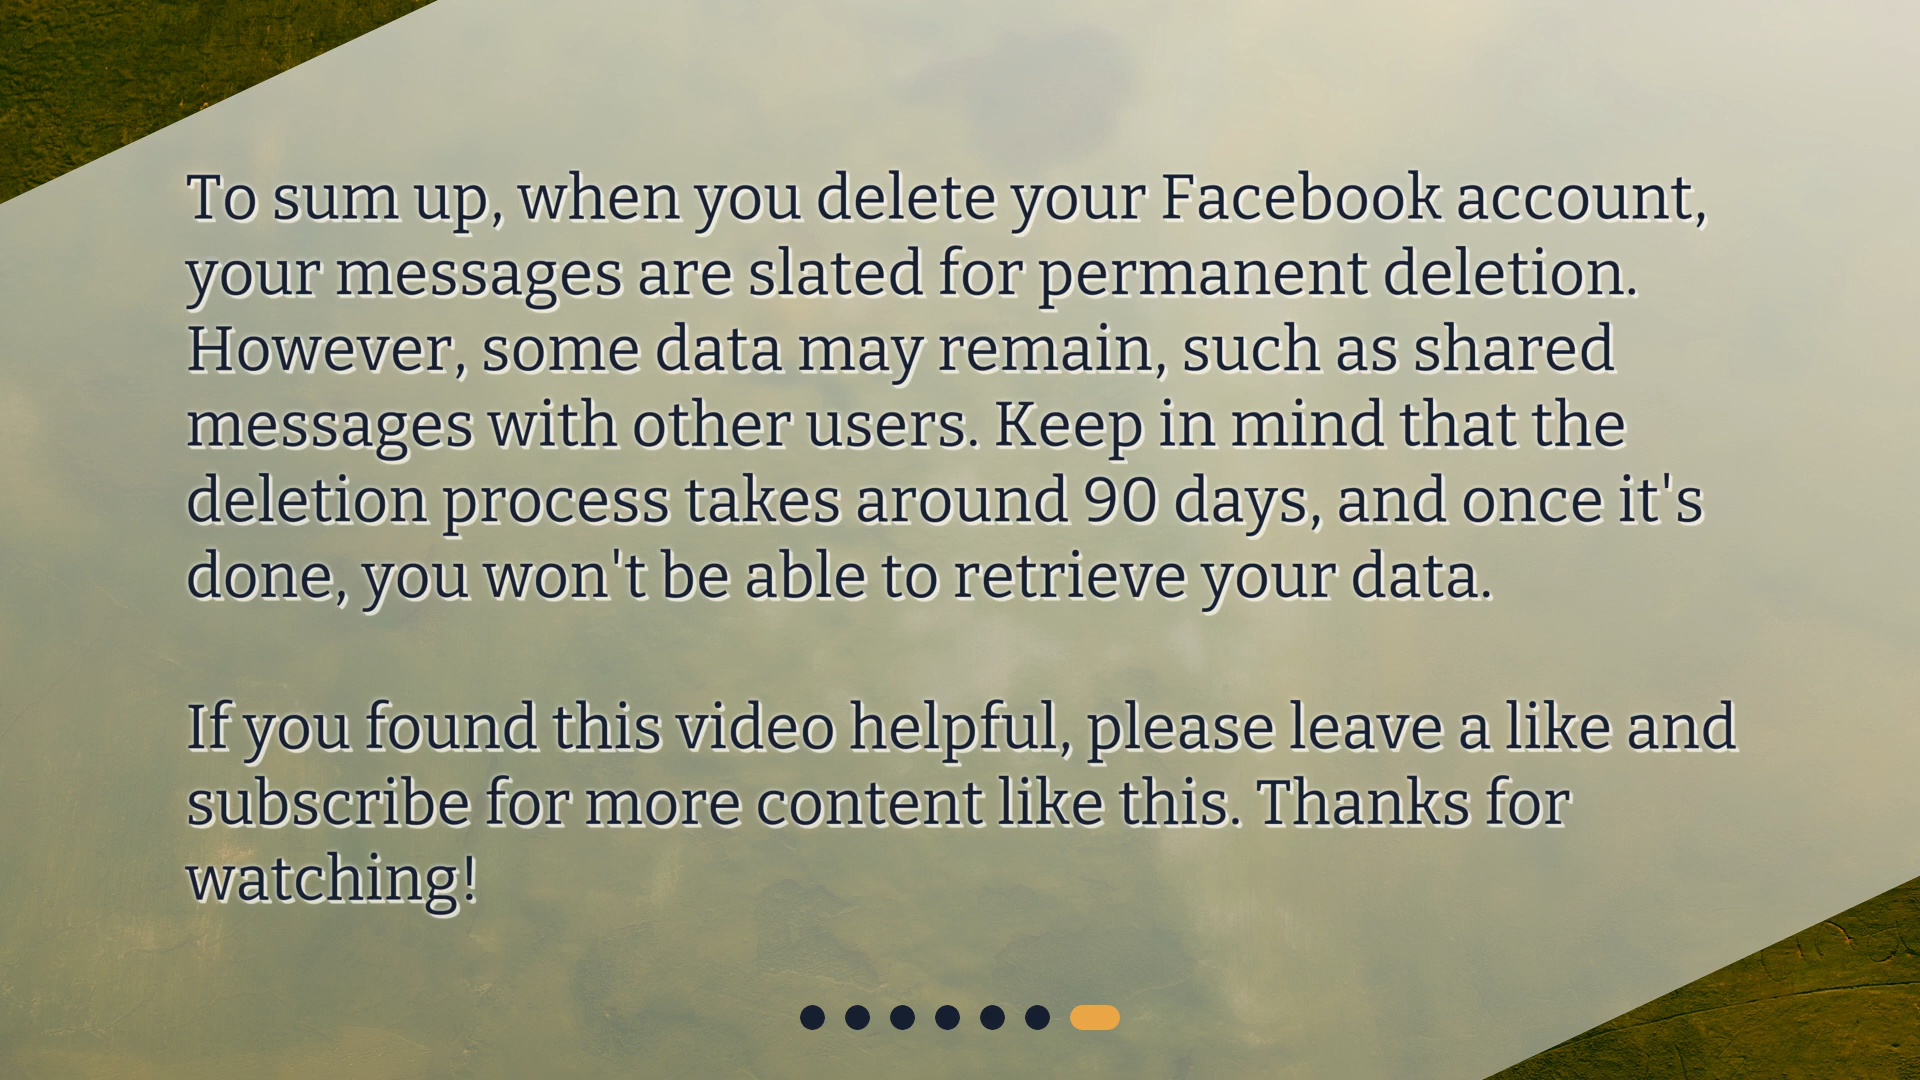 To sum up, when you delete your Facebook account,
your messages are slated for permanent deletion.
However, some data may remain, such as shared
messages with other users. Keep in mind that the
deletion process takes around 90 days, and once it's
done, you won't be able to retrieve your data.
If you found this video helpful, please leave a like and
subscribe for more content like this. Thanks for
watching!